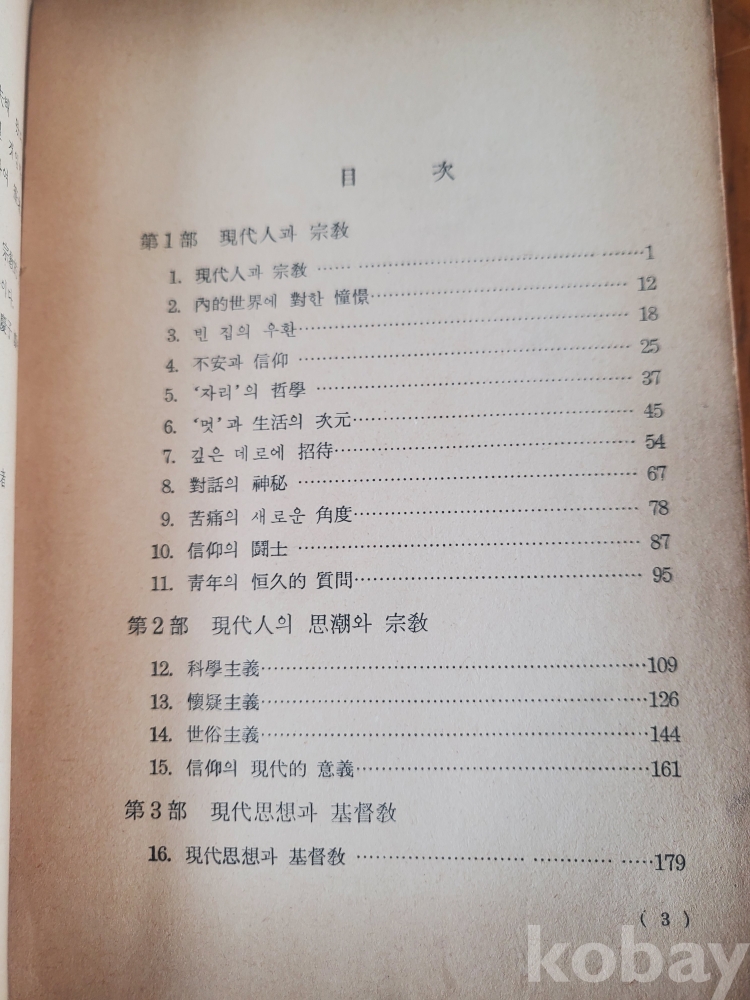 目 次
第1部 現代人과 宗敎
1. 現代人과 宗敎 …… ……………………………………1
2. 內的世界에 對한 憧憬……………………………………12
3. 빈 집의 우환……………………………………18
4. 不安과 信仰 ……………………………………25
5. ‘자리’의 哲學 ……………………………………37
6. ‘멋’과 生活의 次元……………………………………45
7. 깊은 데로에 招待……………………………………54
8. 對話의 神秘 ……………………………………67
9. 苦痛의 새로운 角度……………………………………78
10. 信仰의 鬪士 ……………………………………87
11. 靑年의 恒久的 質問……………………………………95
第2部 現代人의 思潮와 宗敎
12. 科學主義……………………………………109
13. 懷疑主義……………………………………126
14. 世俗主義……………………………………144
15. 信仰의 現代的 意義……………………………………161
第3部 現代思想과 基督敎
16. 現代思想과 基督敎 …………………… ………… ……179
( 3 )
kobay